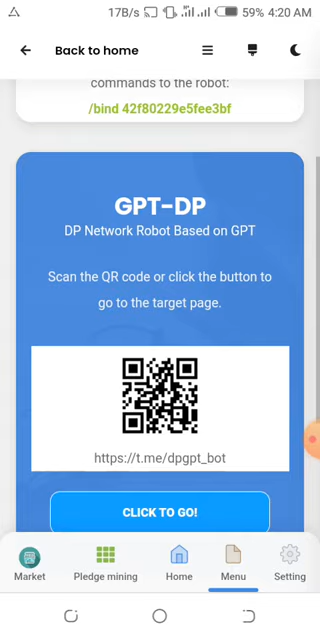 17B/s 59% 4:20 AM
Back to home
commands to the robot:
/bind 42f80229e5fee3bf
GPT-DP
DP Network Robot Based on GPT
Scan the QR code or click the button to
go to the target page.
https://t.me/dpgpt_bot
CLICK TO GO!
Market Pledge mining Home Menu Setting